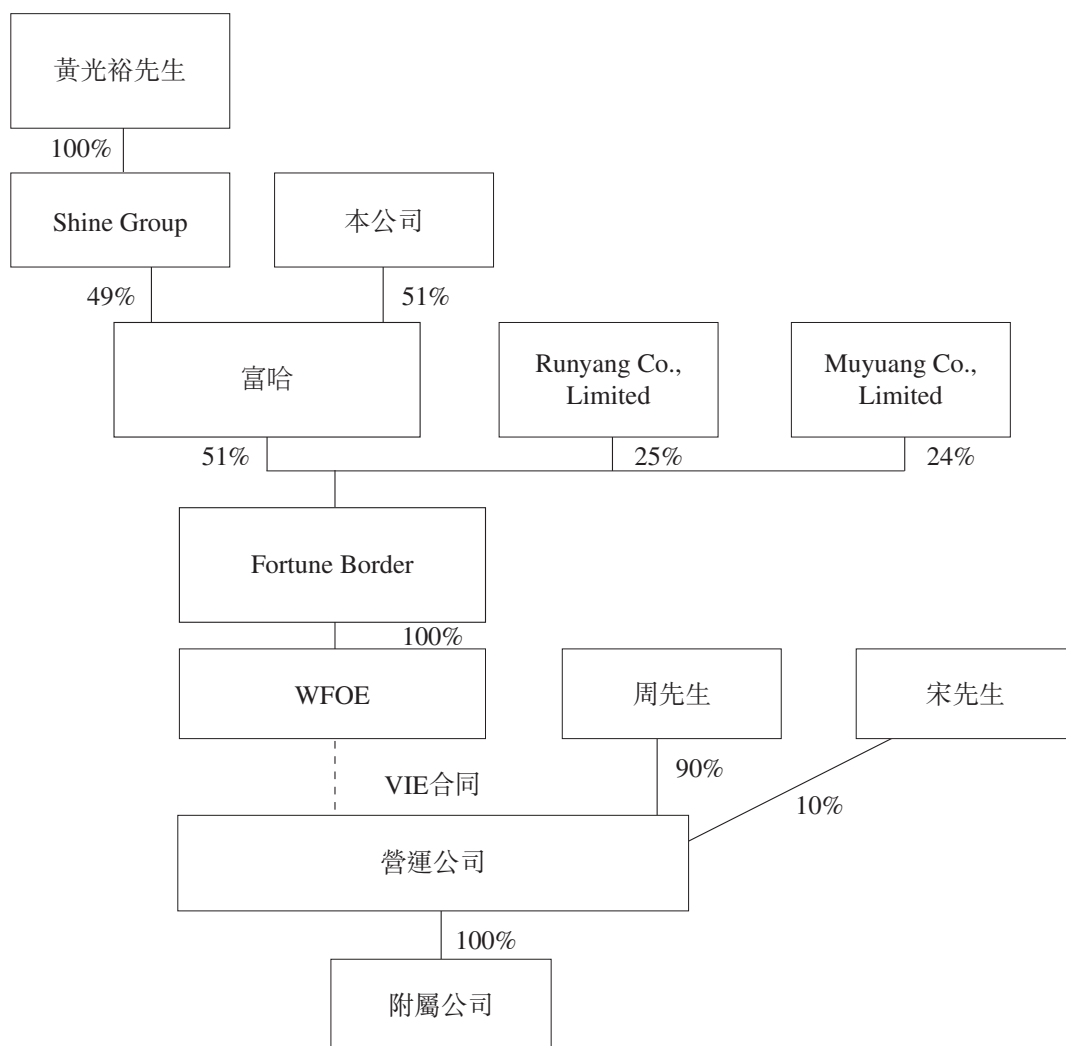 黃光裕先生
100%
Shine Group
本公司
49%
51%
富哈
Runyang Co.,
Limited
Muyuang Co.,
Limited
51%
25%
24%
Fortune Border
100%
WFOE
周先生
宋先生
VIE合同
90%
10%
營運公司
100%
附屬公司